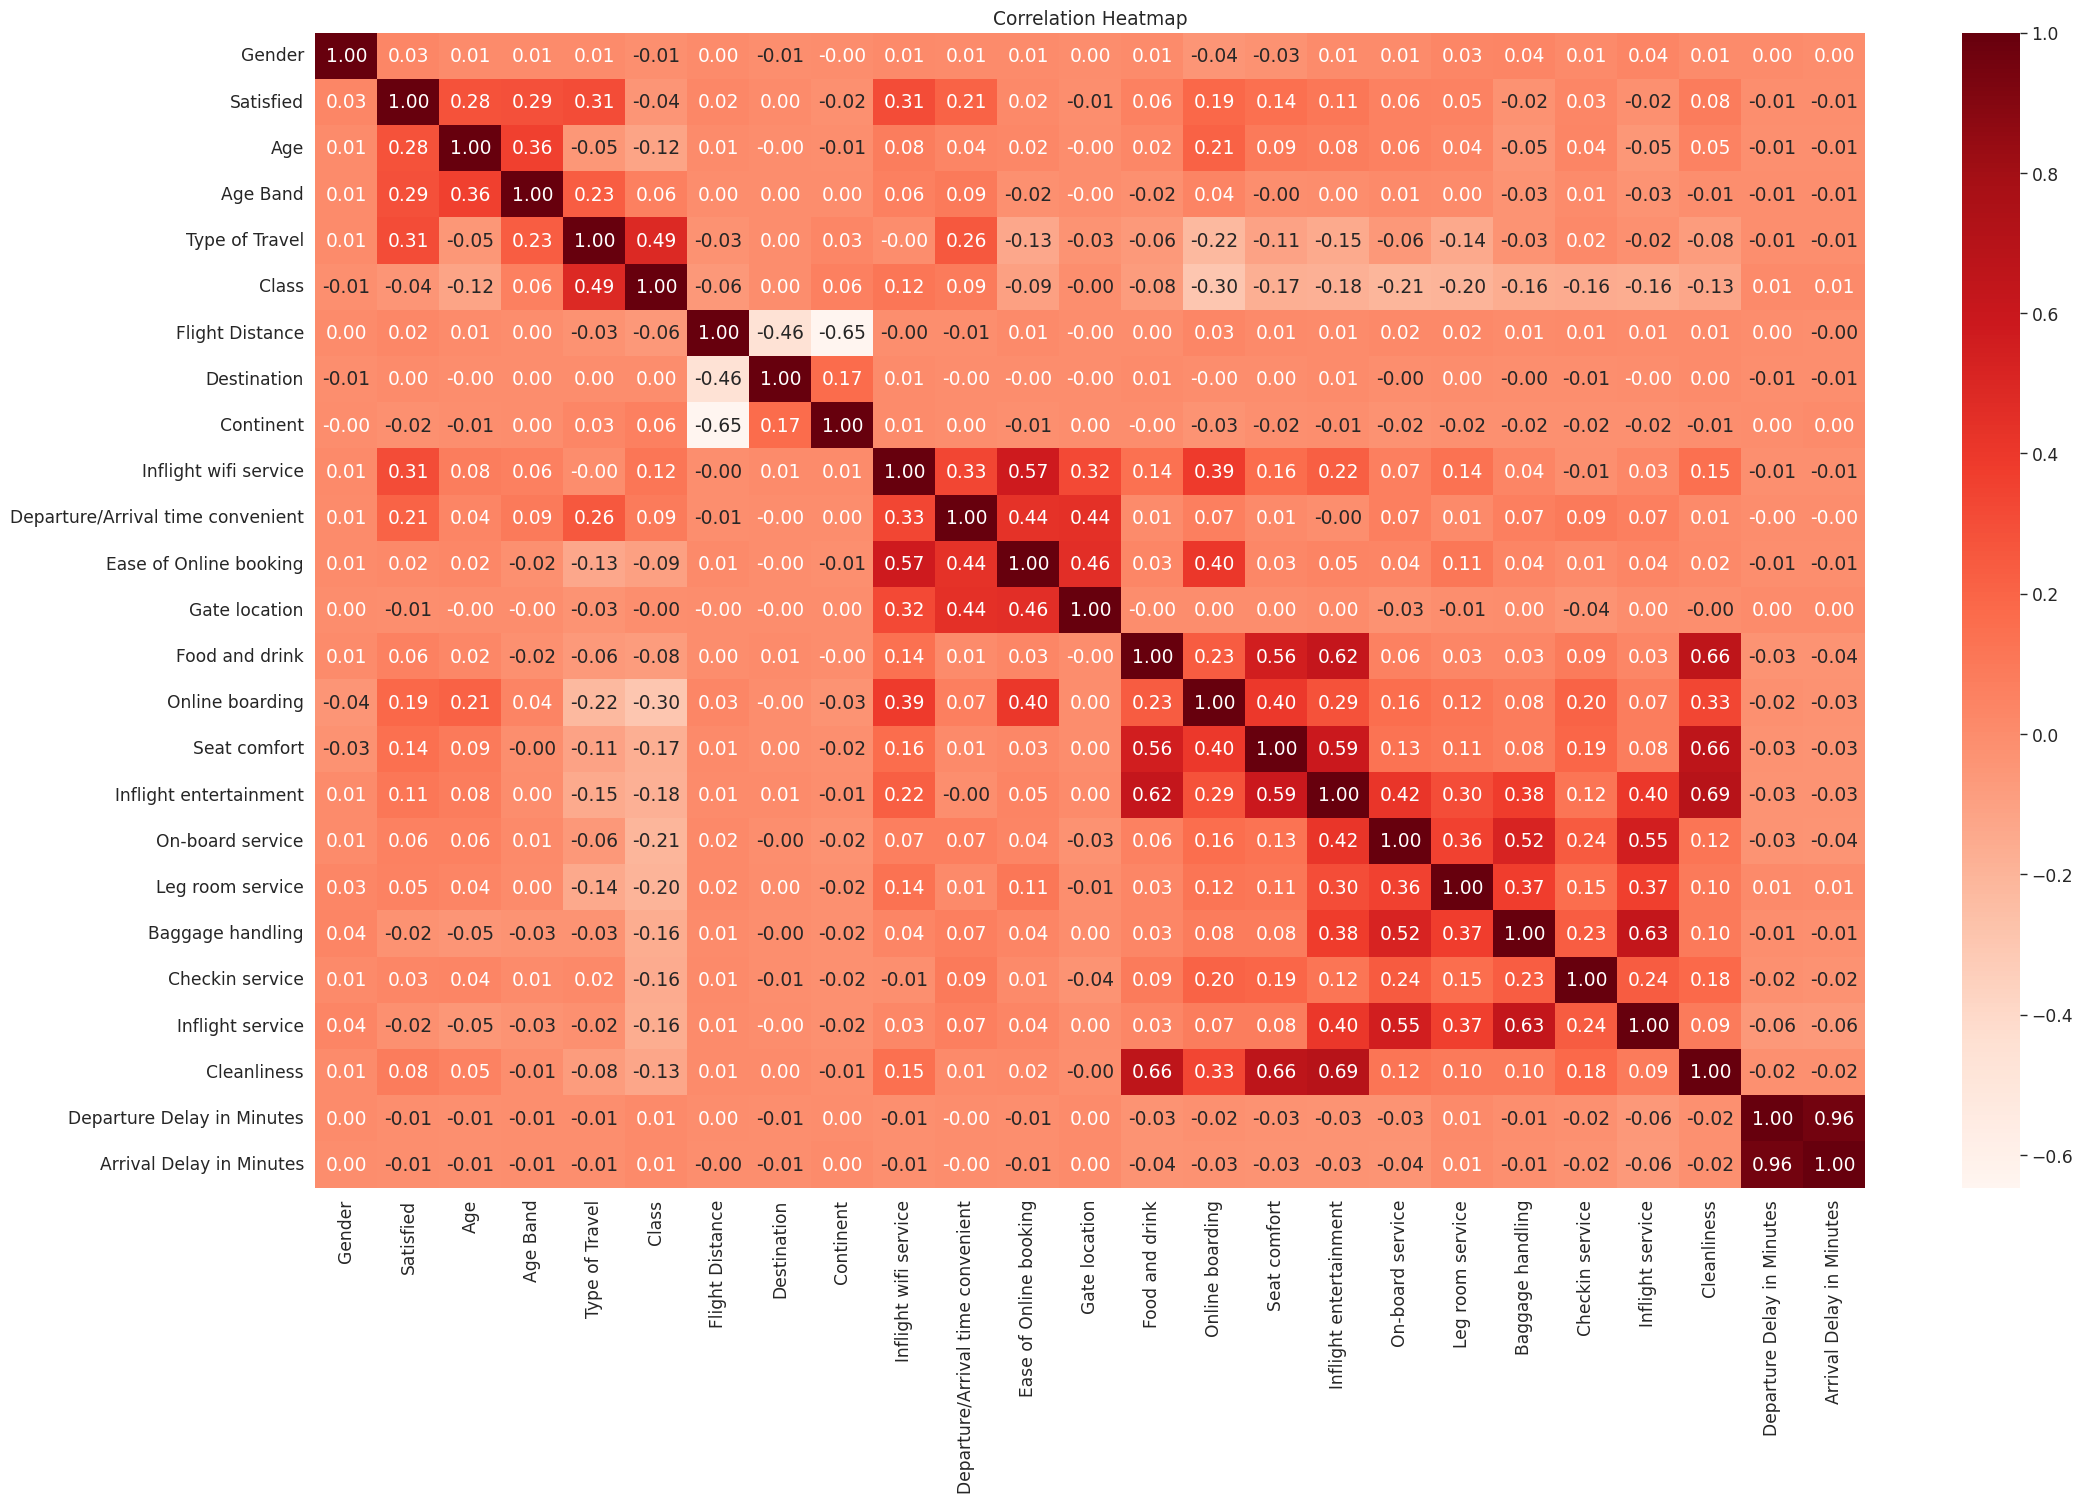 Correlation Heatmap
Gender 1.00 0.03 0.01 0.01 0.01 -0.01 0.00 -0.01 -0.00 0.01 0.01 0.01 0.00 0.01 -0.04 -0.03 0.01 0.01 0.03 0.04 0.01 0.04 0.01 0.00 0.00
Satisfied 0.03 1.00 0.28 0.29 0.31 -0.04 0.02 0.00 -0.02 0.31 0.21 0.02 -0.01 0.06 0.19 0.14 0.11 0.06 0.05 -0.02 0.03 -0.02 0.08 -0.01 -0.01
Age 0.01 0.28 1.00 0.36 -0.05 -0.12 0.01 -0.00 -0.01 0.08 0.04 0.02 -0.00 0.02 0.21 0.09 0.08 0.06 0.04 -0.05 0.04 -0.05 0.05 -0.01 -0.01
Age Band 0.01 0.29 0.36 1.00 0.23 0.06 0.00 0.00 0.00 0.06 0.09 -0.02 -0.00 -0.02 0.04 -0.00 0.00 0.01 0.00 -0.03 0.01 -0.03 -0.01 -0.01 -0.01
Type of Travel 0.01 0.31 -0.05 0.23 1.00 0.49 -0.03 0.00 0.03 -0.00 0.26 -0.13 -0.03 -0.06 -0.22 -0.11 -0.15 -0.06 -0.14 -0.03 0.02 -0.02 -0.08 -0.01 -0.01
Class -0.01 -0.04 -0.12 0.06 0.49 1.00 -0.06 0.00 0.06 0.12 0.09 -0.09 -0.00 -0.08 -0.30 -0.17 -0.18 -0.21 -0.20 -0.16 -0.16 -0.16 -0.13 0.01 0.01
Flight Distance 0.00 0.02 0.01 0.00 -0.03 -0.06 1.00 -0.46 -0.65 -0.00 -0.01 0.01 -0.00 0.00 0.03 0.01 0.01 0.02 0.02 0.01 0.01 0.01 0.01 0.00 -0.00
Destination -0.01 0.00 -0.00 0.00 0.00 0.00 -0.46 1.00 0.17 0.01 -0.00 -0.00 -0.00 0.01 -0.00 0.00 0.01 -0.00 0.00 -0.00 -0.01 -0.00 0.00 -0.01 -0.01
Continent -0.00 -0.02 -0.01 0.00 0.03 0.06 -0.65 0.17 1.00 0.01 0.00 -0.01 0.00 -0.00 -0.03 -0.02 -0.01 -0.02 -0.02 -0.02 -0.02 -0.02 -0.01 0.00 0.00
Inflight wifi service 0.01 0.31 0.08 0.06 -0.00 0.12 -0.00 0.01 0.01 1.00 0.33 0.57 0.32 0.14 0.39 0.16 0.22 0.07 0.14 0.04 -0.01 0.03 0.15 -0.01 -0.01
Departure/Arrival time convenient 0.01 0.21 0.04 0.09 0.26 0.09 -0.01 -0.00 0.00 0.33 1.00 0.44 0.44 0.01 0.07 0.01 -0.00 0.07 0.01 0.07 0.09 0.07 0.01 -0.00 -0.00
Ease of Online booking 0.01 0.02 0.02 -0.02 -0.13 -0.09 0.01 -0.00 -0.01 0.57 0.44 1.00 0.46 0.03 0.40 0.03 0.05 0.04 0.11 0.04 0.01 0.04 0.02 -0.01 -0.01
Gate location 0.00 -0.01 -0.00 -0.00 -0.03 -0.00 -0.00 -0.00 0.00 0.32 0.44 0.46 1.00 -0.00 0.00 0.00 0.00 -0.03 -0.01 0.00 -0.04 0.00 -0.00 0.00 0.00
Food and drink 0.01 0.06 0.02 -0.02 -0.06 -0.08 0.00 0.01 -0.00 0.14 0.01 0.03 -0.00 1.00 0.23 0.56 0.62 0.06 0.03 0.03 0.09 0.03 0.66 -0.03 -0.04
Online boarding -0.04 0.19 0.21 0.04 -0.22 -0.30 0.03 -0.00 -0.03 0.39 0.07 0.40 0.00 0.23 1.00 0.40 0.29 0.16 0.12 0.08 0.20 0.07 0.33 -0.02 -0.03
Seat comfort -0.03 0.14 0.09 -0.00 -0.11 -0.17 0.01 0.00 -0.02 0.16 0.01 0.03 0.00 0.56 0.40 1.00 0.59 0.13 0.11 0.08 0.19 0.08 0.66 -0.03 -0.03
Inflight entertainment 0.01 0.11 0.08 0.00 -0.15 -0.18 0.01 0.01 -0.01 0.22 -0.00 0.05 0.00 0.62 0.29 0.59 1.00 0.42 0.30 0.38 0.12 0.40 0.69 -0.03 -0.03
On-board service 0.01 0.06 0.06 0.01 -0.06 -0.21 0.02 -0.00 -0.02 0.07 0.07 0.04 -0.03 0.06 0.16 0.13 0.42 1.00 0.36 0.52 0.24 0.55 0.12 -0.03 -0.04
Leg room service 0.03 0.05 0.04 0.00 -0.14 -0.20 0.02 0.00 -0.02 0.14 0.01 0.11 -0.01 0.03 0.12 0.11 0.30 0.36 1.00 0.37 0.15 0.37 0.10 0.01 0.01
Baggage handling 0.04 -0.02 -0.05 -0.03 -0.03 -0.16 0.01 -0.00 -0.02 0.04 0.07 0.04 0.00 0.03 0.08 0.08 0.38 0.52 0.37 1.00 0.23 0.63 0.10 -0.01 -0.01
Checkin service 0.01 0.03 0.04 0.01 0.02 -0.16 0.01 -0.01 -0.02 -0.01 0.09 0.01 -0.04 0.09 0.20 0.19 0.12 0.24 0.15 0.23 1.00 0.24 0.18 -0.02 -0.02
Inflight service 0.04 -0.02 -0.05 -0.03 -0.02 -0.16 0.01 -0.00 -0.02 0.03 0.07 0.04 0.00 0.03 0.07 0.08 0.40 0.55 0.37 0.63 0.24 1.00 0.09 -0.06 -0.06
Cleanliness 0.01 0.08 0.05 -0.01 -0.08 -0.13 0.01 0.00 -0.01 0.15 0.01 0.02 -0.00 0.66 0.33 0.66 0.69 0.12 0.10 0.10 0.18 0.09 1.00 -0.02 -0.02
Departure Delay in Minutes 0.00 -0.01 -0.01 -0.01 -0.01 0.01 0.00 -0.01 0.00 -0.01 -0.00 -0.01 0.00 -0.03 -0.02 -0.03 -0.03 -0.03 0.01 -0.01 -0.02 -0.06 -0.02 1.00 0.96
Arrival Delay in Minutes 0.00 -0.01 -0.01 -0.01 -0.01 0.01 -0.00 -0.01 0.00 -0.01 -0.00 -0.01 0.00 -0.04 -0.03 -0.03 -0.03 -0.04 0.01 -0.01 -0.02 -0.06 -0.02 0.96 1.00
Gender
Satisfied
Age
Age Band
Type of Travel
Class
Flight Distance
Destination
Continent
Inflight wifi service
Departure/Arrival time convenient
Ease of Online booking
Gate location
Food and drink
Online boarding
Seat comfort
Inflight entertainment
On-board service
Leg room service
Baggage handling
Checkin service
Inflight service
Cleanliness
Departure Delay in Minutes
Arrival Delay in Minutes
1.0
0.8
0.6
0.4
0.2
0.0
−0.2
−0.4
−0.6